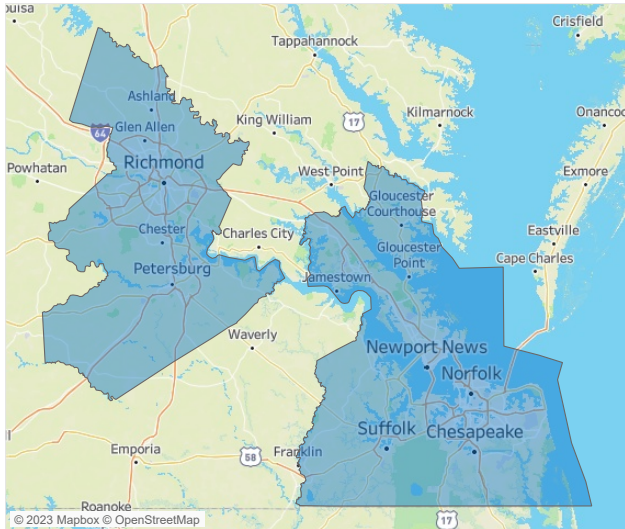 ouisa
Crisfield
Tappahannock
Ashland
Onancoc
Kilmarnock
17
King William
64
Glen Allen
Powhatan
Richmond
West Point
Exmore
Gloucester
Courthouse
Chester
Charles City
Eastville
Gloucester
Point
Cape Charles
Petersburg
Jamestown
Waverly
Newport News
Norfolk
Suffolk
Chesapeake
Emporia
58
Franklin
Roanoke
17
© 2023 Mapbox © OpenStreetMap